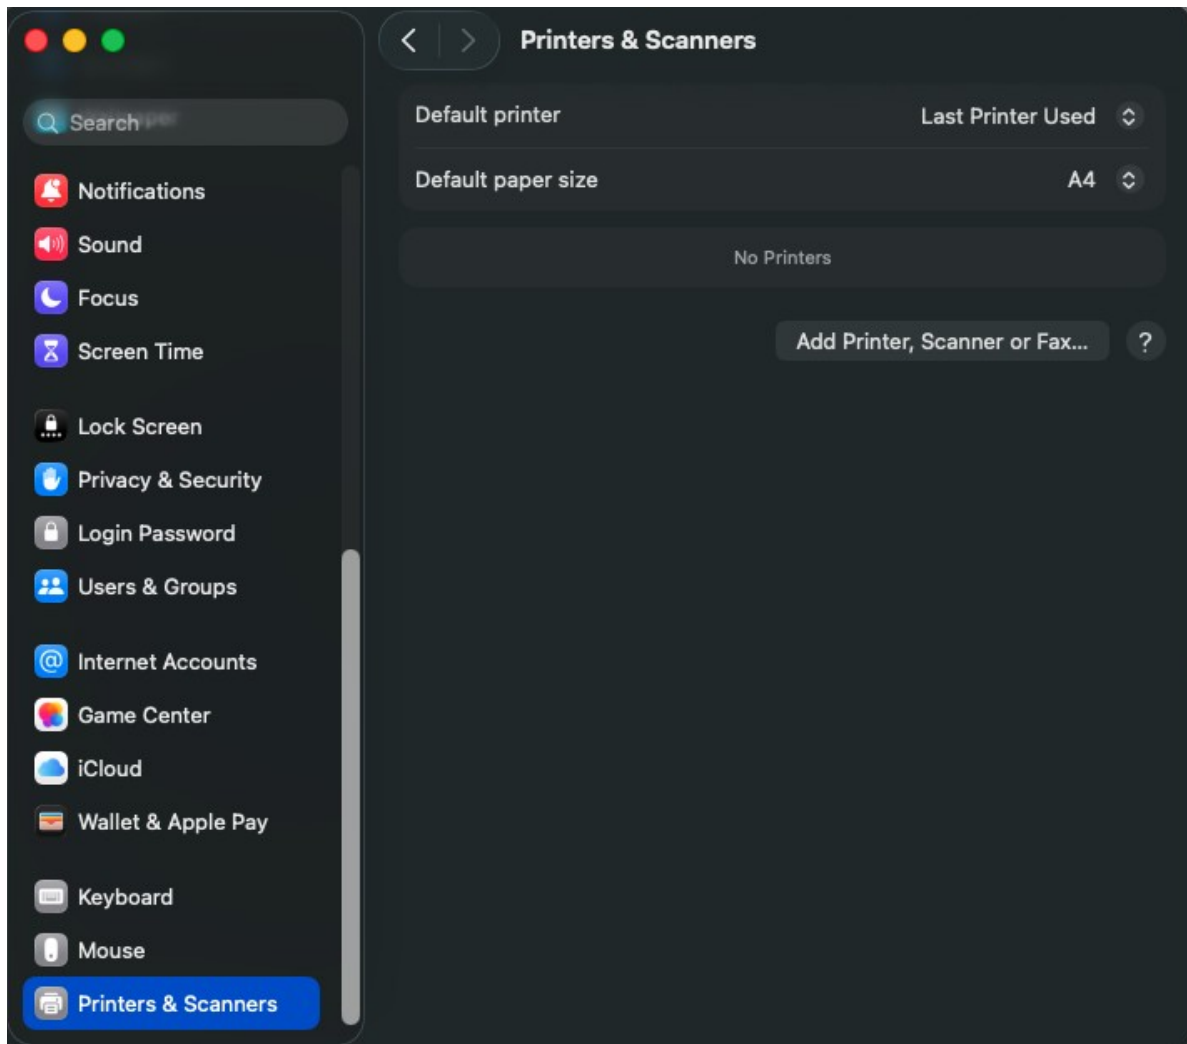 Search
Notifications
Sound
Focus
Screen Time
Lock Screen
Privacy & Security
Login Password
Users & Groups
Internet Accounts
Game Center
iCloud
Wallet & Apple Pay
Keyboard
Mouse
Printers & Scanners
Printers & Scanners
Default printer Last Printer Used
Default paper size A4
No Printers
Add Printer, Scanner or Fax... ?